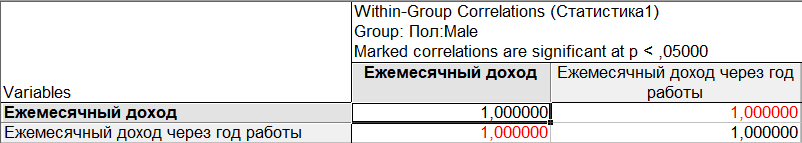 Within-Group Correlations (Статистика1)
Group: Пол:Male
Marked correlations are significant at p < ,05000
Variables
Ежемесячный доход
Ежемесячный доход через год
работы
Ежемесячный доход 1,000000 1,000000
Ежемесячный доход через год работы 1,000000 1,000000